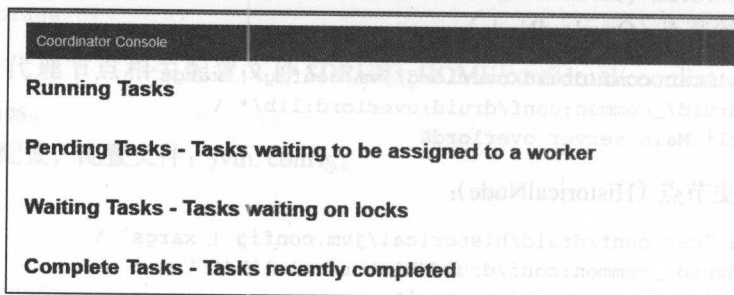 Coordinator Console
Running Tasks
Pending Tasks - Tasks waiting to be assigned to a worker
Waiting Tasks - Tasks waiting on locks
Complete Tasks - Tasks recently completed